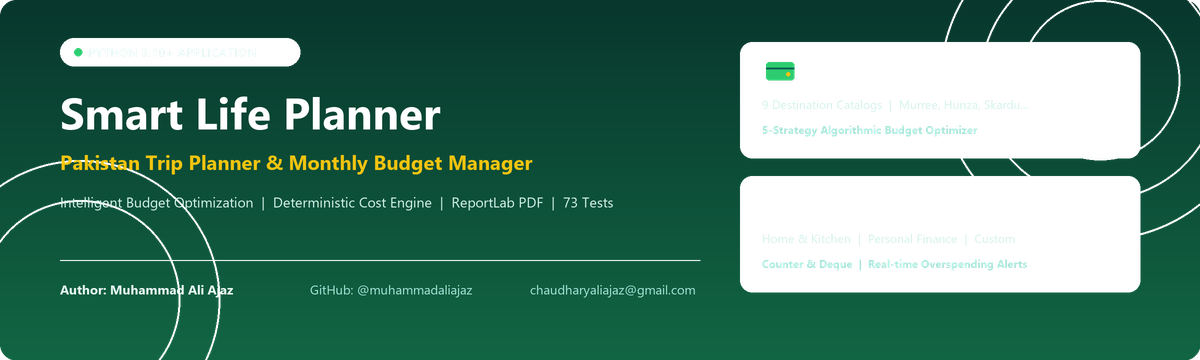 PYTHON 3.10+ APPLICATION
Smart Life Planner
Pakistan Trip Planner & Monthly Budget Manager
Intelligent Budget Optimization | Deterministic Cost Engine | ReportLab PDF | 73 Tests
Author: Muhammad Ali Ajaz
GitHub: @muhammadaliajaz
chaudharyaliajaz@gmail.com
9 Destination Catalogs | Murree, Hunza, Skardu...
5-Strategy Algorithmic Budget Optimizer
Home & Kitchen | Personal Finance | Custom
Counter & Deque | Real-time Overspending Alerts